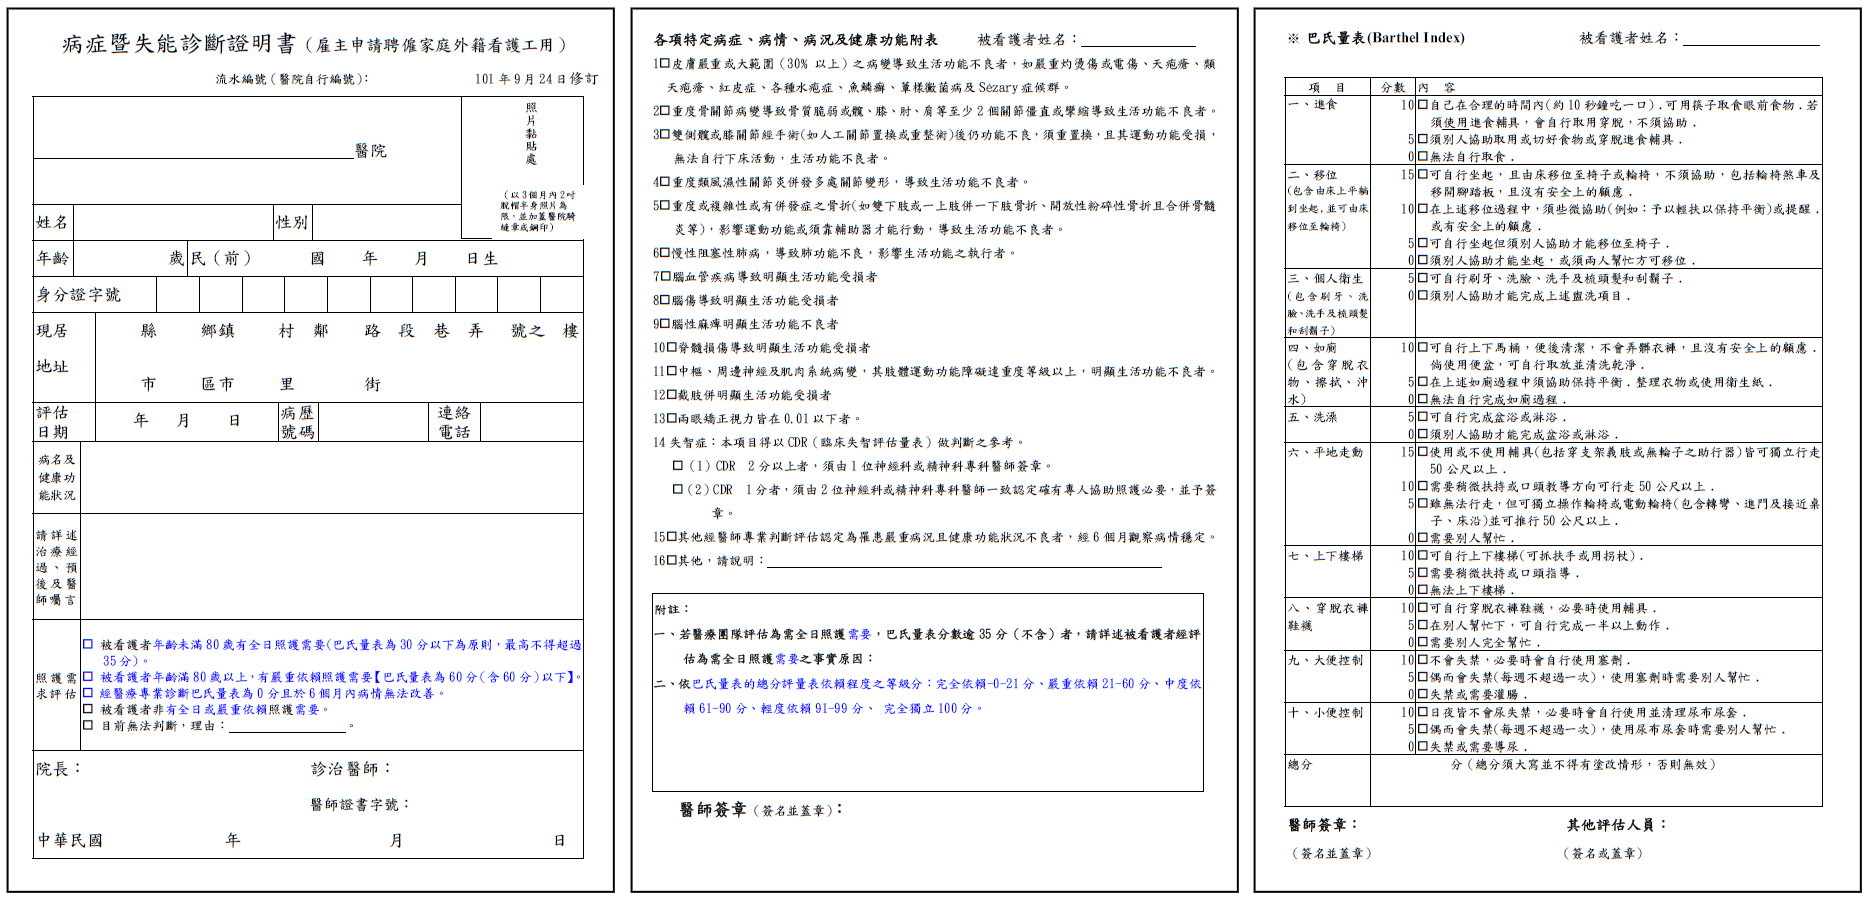 病症暨失能診斷證明書（雇主申請聘僱家庭外籍看護工用）
流水編號（醫院自行編號）： 101 年 9 月 24 日修訂
照片黏貼處
醫院
（以3個月內2吋
脫帽半身照片為
限，並加蓋醫院騎
縫章或鋼印）
姓名 性別
年齡 歲 民（前） 國 年 月 日生
身分證字號
現居 縣 鄉鎮 村 鄰 路 段 巷 弄 號之 樓
地址
市 區市 里 街
評估
日期
年 月 日
病歷
號碼
連絡
電話
病名及
健康功
能狀況
請詳述
治療經
過、預
後及醫
師囑言
照護需
求評估
□ 被看護者年齡未滿 80 歲有全日照護需要(巴氏量表為 30 分以下為原則，最高不得超過
35 分)。
□ 被看護者年齡滿 80 歲以上，有嚴重依賴照護需要【巴氏量表為 60 分(含 60 分)以下】。
□ 經醫療專業診斷巴氏量表為 0 分且於 6 個月內病情無法改善。
□ 被看護者非有全日或嚴重依賴照護需要。
□ 目前無法判斷，理由： 。
院長： 診治醫師：
醫師證書字號：
中華民國 年 月 日
各項特定病症、病情、病況及健康功能附表 被看護者姓名：
1□皮膚嚴重或大範圍（30% 以上）之病變導致生活功能不良者，如嚴重灼燙傷或電傷、天疱瘡、類
天疱瘡、紅皮症、各種水疱症、魚鱗癬、蕈樣黴菌病及 Sézary 症候群。
2□重度骨關節病變導致骨質脆弱或髖、膝、肘、肩等至少 2 個關節僵直或攣縮導致生活功能不良者。
3□雙側髖或膝關節經手術(如人工關節置換或重整術)後仍功能不良，須重置換，且其運動功能受損，
無法自行下床活動，生活功能不良者。
4□重度類風濕性關節炎併發多處關節變形，導致生活功能不良者。
5□重度或複雜性或有併發症之骨折(如雙下肢或一上肢併一下肢骨折、開放性粉碎性骨折且合併骨髓
炎等)，影響運動功能或須靠輔助器才能行動，導致生活功能不良者。
6□慢性阻塞性肺病，導致肺功能不良，影響生活功能之執行者。
7□腦血管疾病導致明顯生活功能受損者
8□腦傷導致明顯生活功能受損者
9□腦性麻痺明顯生活功能不良者
10□脊髓損傷導致明顯生活功能受損者
11□中樞、周邊神經及肌肉系統病變，其肢體運動功能障礙達重度等級以上，明顯生活功能不良者。
12□截肢併明顯生活功能受損者
13□兩眼矯正視力皆在 0.01 以下者。
14 失智症：本項目得以 CDR（臨床失智評估量表）做判斷之參考。
□（1）CDR 2 分以上者，須由 1 位神經科或精神科專科醫師簽章。
□（2）CDR 1 分者，須由 2 位神經科或精神科專科醫師一致認定確有專人協助照護必要，並予簽
章。
15□其他經醫師專業判斷評估認定為罹患嚴重病況且健康功能狀況不良者，經 6 個月觀察病情穩定。
16□其他，請說明：
附註：
一、若醫療團隊評估為需全日照護需要，巴氏量表分數逾 35 分（不含）者，請詳述被看護者經評
估為需全日照護需要之事實原因：
二、依巴氏量表的總分評量表依賴程度之等級分：完全依賴-0-21 分、嚴重依賴 21-60 分、中度依
賴 61-90 分、輕度依賴 91-99 分、 完全獨立 100 分。
醫師簽章（簽名並蓋章）：
※ 巴氏量表(Barthel Index) 被看護者姓名：
項 目 分數 內 容
一、進食 10 □自己在合理的時間內(約 10 秒鐘吃一口)．可用筷子取食眼前食物．若
須使用進食輔具，會自行取用穿脫，不須協助．
5 □須別人協助取用或切好食物或穿脫進食輔具．
0 □無法自行取食．
二、移位 15 □可自行坐起，且由床移位至椅子或輪椅，不須協助，包括輪椅煞車及
(包含由床上平躺 移開腳踏板，且沒有安全上的顧慮．
到坐起，並可由床 10 □在上述移位過程中，須些微協助(例如：予以輕扶以保持平衡)或提醒．
移位至輪椅) 或有安全上的顧慮．
5 □可自行坐起但須別人協助才能移位至椅子．
0 □須別人協助才能坐起，或須兩人幫忙方可移位．
三、個人衛生 5 □可自行刷牙、洗臉、洗手及梳頭髮和刮鬍子．
(包含刷牙、洗 0 □須別人協助才能完成上述盥洗項目．
臉、洗手及梳頭髮
和刮鬍子)
四、如廁 10 □可自行上下馬桶，便後清潔，不會弄髒衣褲，且沒有安全上的顧慮．
(包含穿脫衣 倘使用便盆，可自行取放並清洗乾淨．
物、擦拭、沖 5 □在上述如廁過程中須協助保持平衡．整理衣物或使用衛生紙．
水) 0 □無法自行完成如廁過程．
五、洗澡 5 □可自行完成盆浴或淋浴．
0 □須別人協助才能完成盆浴或淋浴．
六、平地走動 15 □使用或不使用輔具(包括穿支架義肢或無輪子之助行器)皆可獨立行走
50 公尺以上．
10 □需要稍微扶持或口頭教導方向可行走 50 公尺以上．
5 □雖無法行走，但可獨立操作輪椅或電動輪椅(包含轉彎、進門及接近桌
子、床沿)並可推行 50 公尺以上．
0 □需要別人幫忙．
七、上下樓梯 10 □可自行上下樓梯(可抓扶手或用拐杖)．
5 □需要稍微扶持或口頭指導．
0 □無法上下樓梯．
八、穿脫衣褲 10 □可自行穿脫衣褲鞋襪，必要時使用輔具．
鞋襪 5 □在別人幫忙下，可自行完成一半以上動作．
0 □需要別人完全幫忙．
九、大便控制 10 □不會失禁，必要時會自行使用塞劑．
5 □偶而會失禁(每週不超過一次)，使用塞劑時需要別人幫忙．
0 □失禁或需要灌腸．
十、小便控制 10 □日夜皆不會尿失禁，必要時會自行使用並清理尿布尿套．
5 □偶而會失禁(每週不超過一次)，使用尿布尿套時需要別人幫忙．
0 □失禁或需要導尿．
總分 分（總分須大寫並不得有塗改情形，否則無效）
醫師簽章： 其他評估人員：
（簽名並蓋章） （簽名或蓋章）